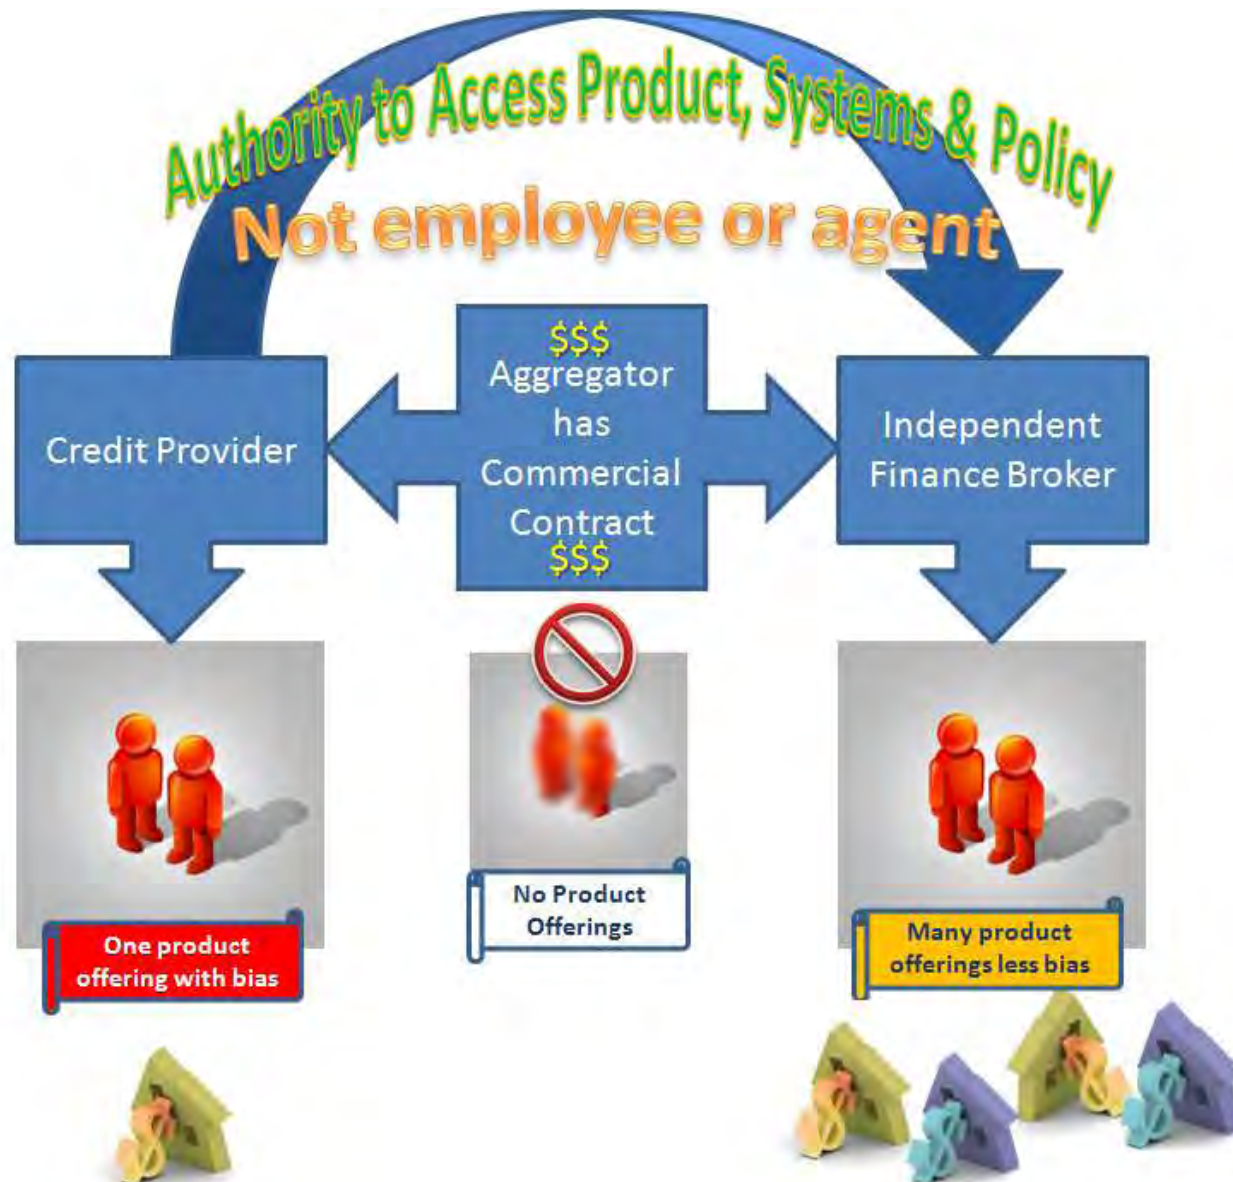 Authority to Access Product, Systems & Policy
Not employee or agent
Credit Provider
$$$
Aggregator
has
Commercial
Contract
$$$
Independent
Finance Broker
One product
offering with bias
No Product
Offerings
Many product
offerings less bias